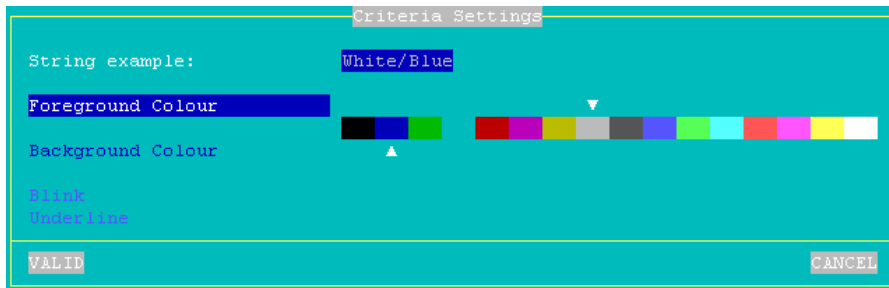 Criteria Settings
String example: White/Blue
Foreground Colour
Background Colour
Blink
Underline
VALID CANCEL